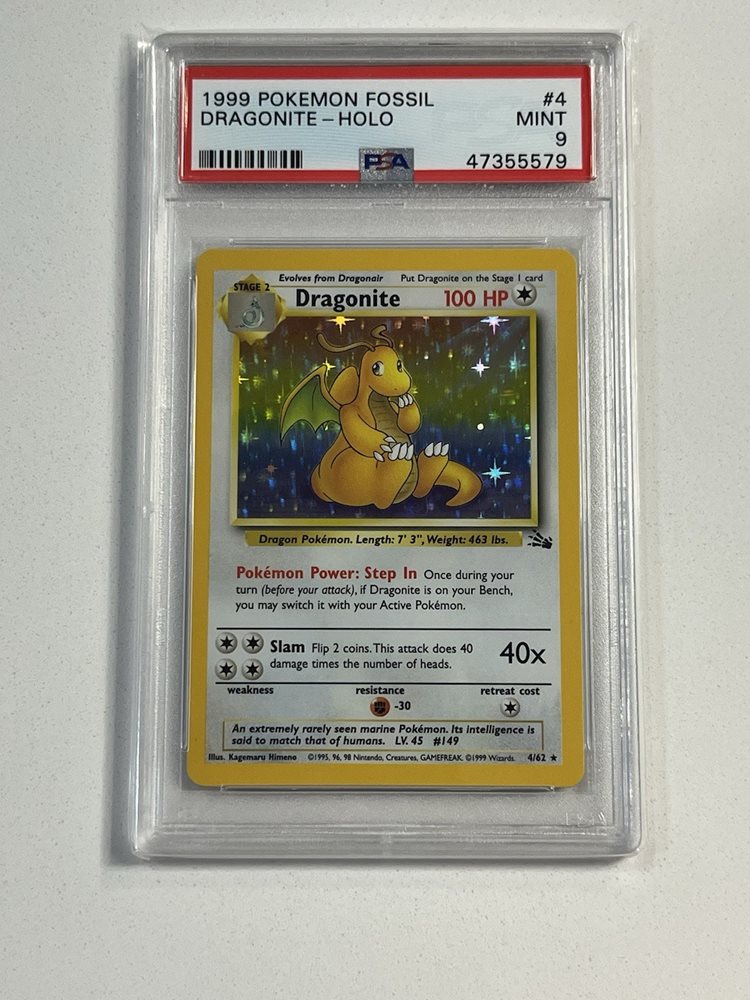 1999 POKEMON FOSSIL #4
DRAGONITE – HOLO MINT
9
PSA 47355579
Evolves from Dragonair Put Dragonite on the Stage 1 card
STAGE 2
Dragonite 100 HP
Dragon Pokémon. Length: 7' 3", Weight: 463 lbs.
Pokémon Power: Step In Once during your
turn (before your attack), if Dragonite is on your Bench,
you may switch it with your Active Pokémon.
Slam Flip 2 coins. This attack does 40
damage times the number of heads.
40x
weakness resistance retreat cost
-30
An extremely rarely seen marine Pokémon. Its intelligence is
said to match that of humans. LV. 45 #149
Illus. Kagemaru Himeno ©1995, 96, 98 Nintendo, Creatures, GAMEFREAK. ©1999 Wizards. 4/62 ★